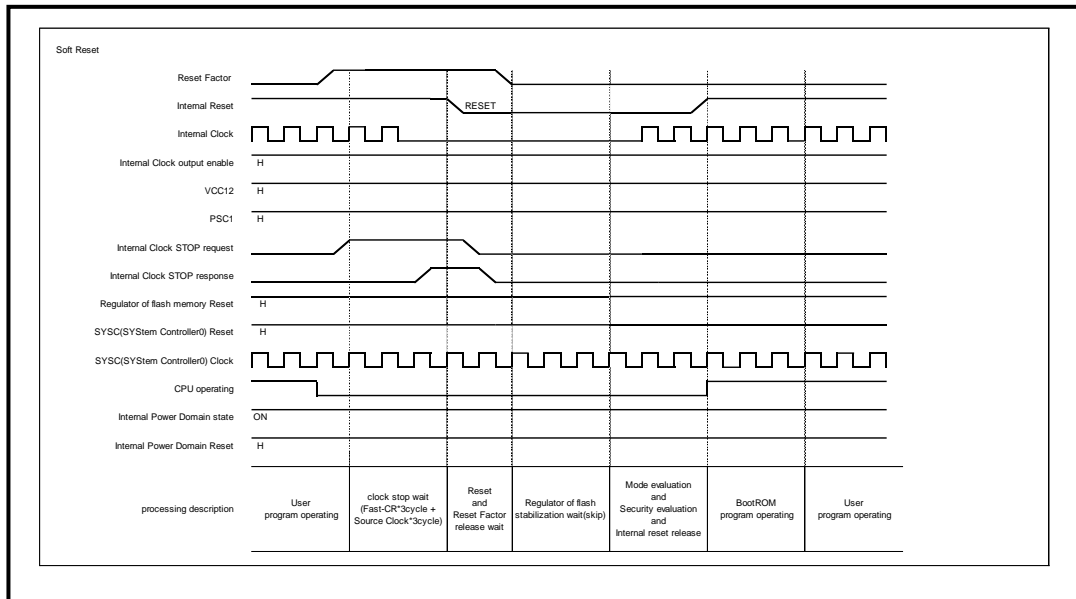 Soft Reset
Reset Factor
Internal Reset
RESET
Internal Clock
Internal Clock output enable
H
VCC12
H
PSC1
H
Internal Clock STOP request
Internal Clock STOP response
Regulator of flash memory Reset
H
SYSC(SYStem Controller0) Reset
H
SYSC(SYStem Controller0) Clock
CPU operating
Internal Power Domain state
ON
Internal Power Domain Reset
H
processing description
User
program operating
clock stop wait
(Fast-CR*3cycle +
Source Clock*3cycle)
Reset
and
Reset Factor
release wait
Regulator of flash
stabilization wait(skip)
Mode evaluation
and
Security evaluation
and
Internal reset release
BootROM
program operating
User
program operating